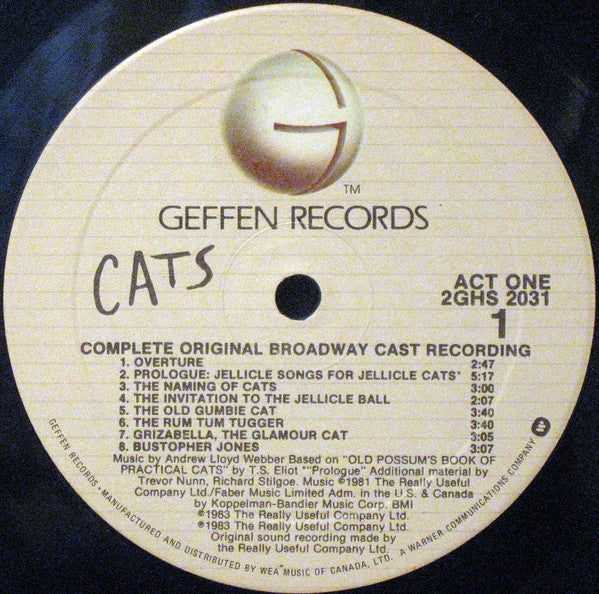 TM
GEFFEN RECORDS
CATS
ACT ONE
2GHS 2031
1
COMPLETE ORIGINAL BROADWAY CAST RECORDING
1. OVERTURE 2:47
2. PROLOGUE: JELLICLE SONGS FOR JELLICLE CATS* 5:17
3. THE NAMING OF CATS 3:00
4. THE INVITATION TO THE JELLICLE BALL 2:07
5. THE OLD GUMBIE CAT 3:40
6. THE RUM TUM TUGGER 3:40
7. GRIZABELLA, THE GLAMOUR CAT 3:05
8. BUSTOPHER JONES 3:07
Music by Andrew Lloyd Webber Based on "OLD POSSUM'S BOOK OF
PRACTICAL CATS" by T.S. Eliot *"Prologue" Additional material by
Trevor Nunn, Richard Stilgoe. Music ©1981 The Really Useful
Company Ltd./Faber Music Limited Adm. in the U.S. & Canada
by Koppelman-Bandier Music Corp. BMI
℗1983 The Really Useful Company Ltd.
©1983 The Really Useful Company Ltd.
Original sound recording made by
the Really Useful Company Ltd.
GEFFEN RECORDS · MANUFACTURED AND DISTRIBUTED BY WEA MUSIC OF CANADA, LTD. A WARNER COMMUNICATIONS COMPANY